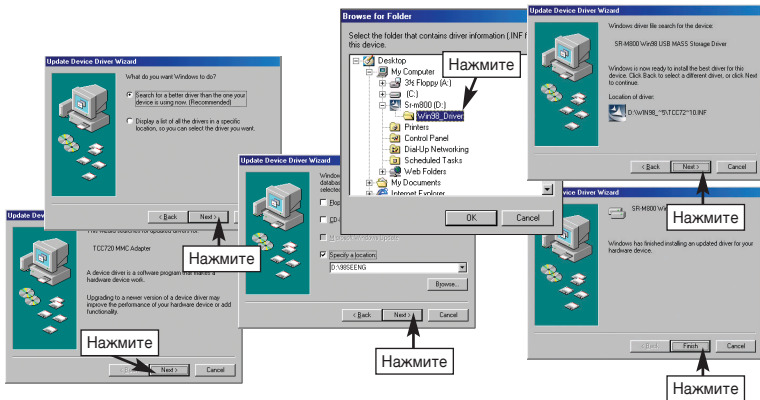 Update Device Driver Wizard
This wizard searches for updated drivers for:
TCC720 MMC Adapter
A device driver is a software program that makes a
hardware device work.
Upgrading to a newer version of a device driver may
improve the performance of your hardware device or add
functionality.
Next >
Cancel
Нажмите
Update Device Driver Wizard
What do you want Windows to do?
Search for a better driver than the one your
device is using now. (Recommended)
Display a list of all the drivers in a specific
location, so you can select the driver you want.
< Back
Next >
Нажмите
Update Device Driver Wizard
Microsoft Windows Update
Specify a location:
D:\98SEENG
Browse...
< Back
Next >
Cancel
Нажмите
Browse for Folder
Select the folder that contains driver information (.INF f
this device.
Desktop
My Computer
3½ Floppy (A:)
(C:)
Sr-m800 (D:)
Win98_Driver
Printers
Control Panel
Dial-Up Networking
Scheduled Tasks
Web Folders
My Documents
Internet Explorer
OK
Cancel
Нажмите
Update Device Driver Wizard
Windows driver file search for the device:
SR-M800 Win98 USB MASS Storage Driver
Windows is now ready to install the best driver for this
device. Click Back to select a different driver, or click Next
to continue.
Location of driver:
D:\WIN98_~5\TCC72~10.INF
< Back
Next >
Cancel
Нажмите
vice Driver Wizard
SR-M800 Wi
Windows has finished installing an updated driver for your
hardware device.
< Back
Finish
Cancel
Нажмите